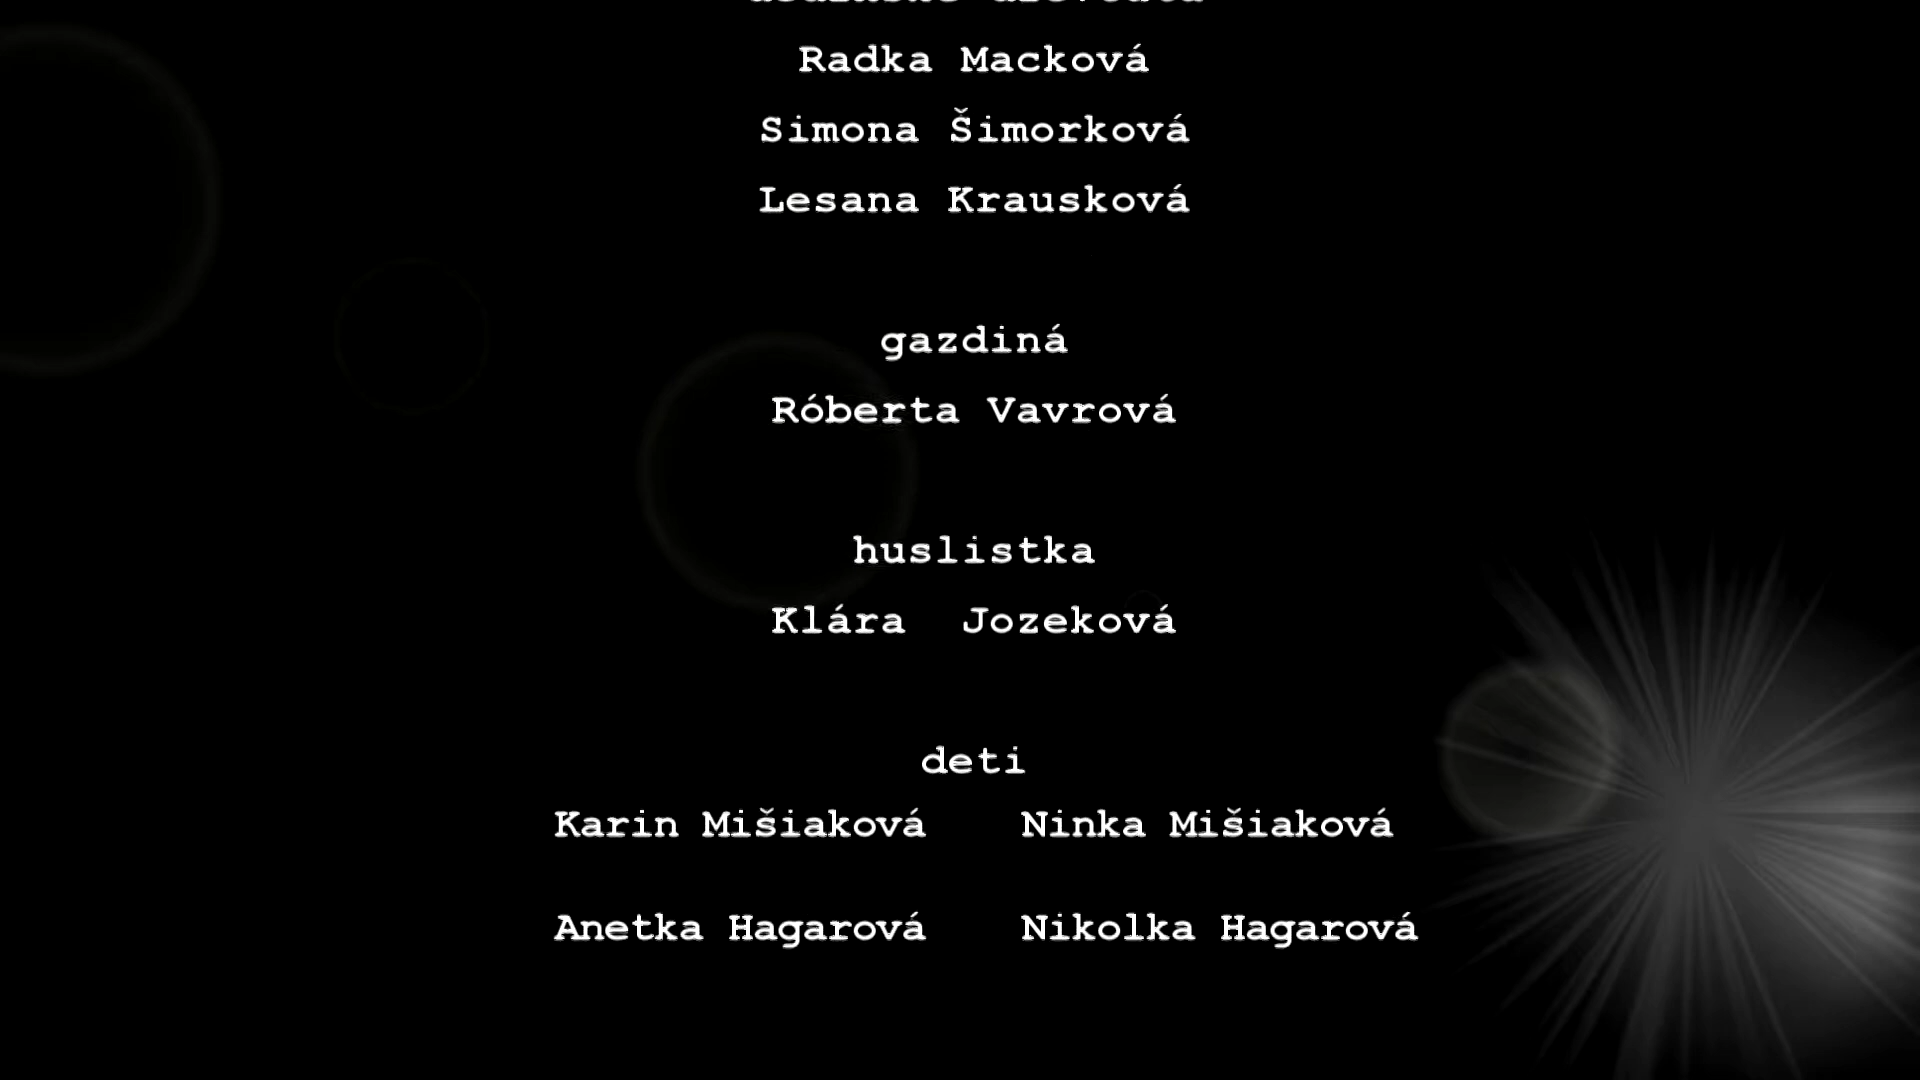 Radka Macková
Simona Šimorková
Lesana Krausková
gazdiná
Róberta Vavrová
huslistka
Klára  Jozeková
deti
Karin Mišiaková    Ninka Mišiaková
Anetka Hagarová    Nikolka Hagarová